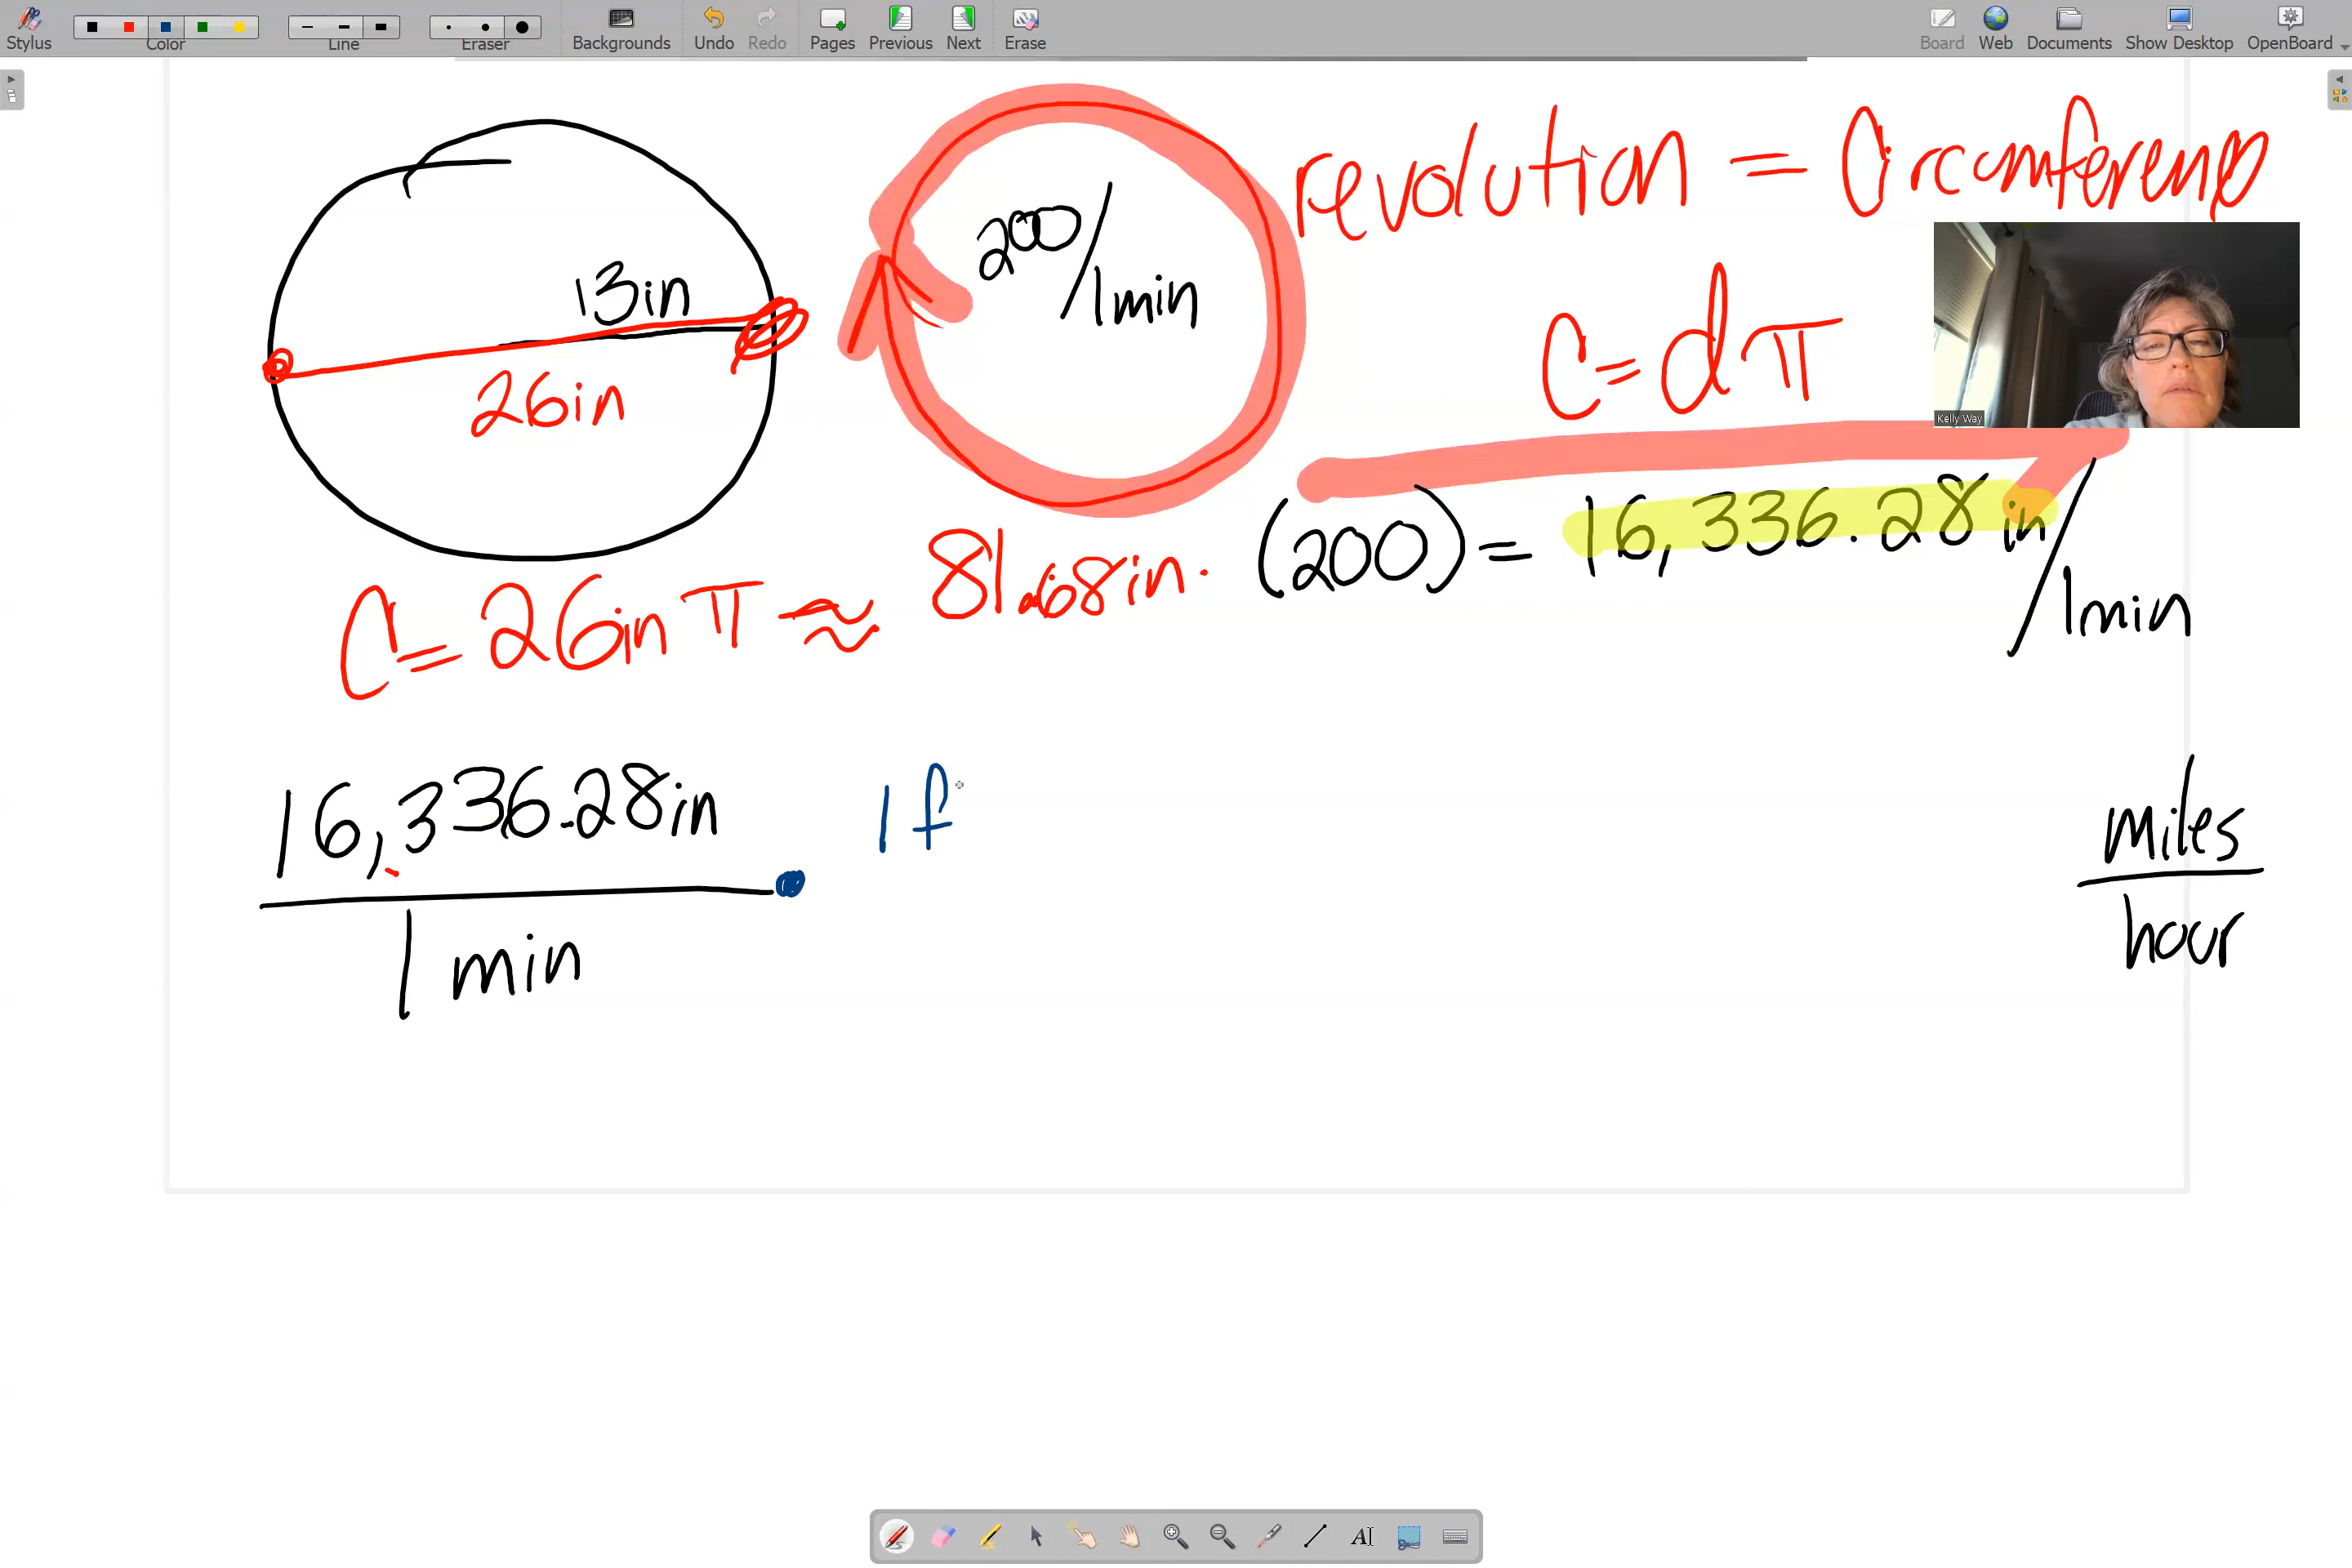 Stylus Color Line Eraser Backgrounds Undo Redo Pages Previous Next Erase Board Web Documents Show Desktop OpenBoard
13in
26in
200/1min
revolution = Circumference
C = dπ
Kelly Way
C = 26in π ≈ 81.68in. (200) = 16,336.28in/1min
16,336.28in
1 min
1 f
miles
hour